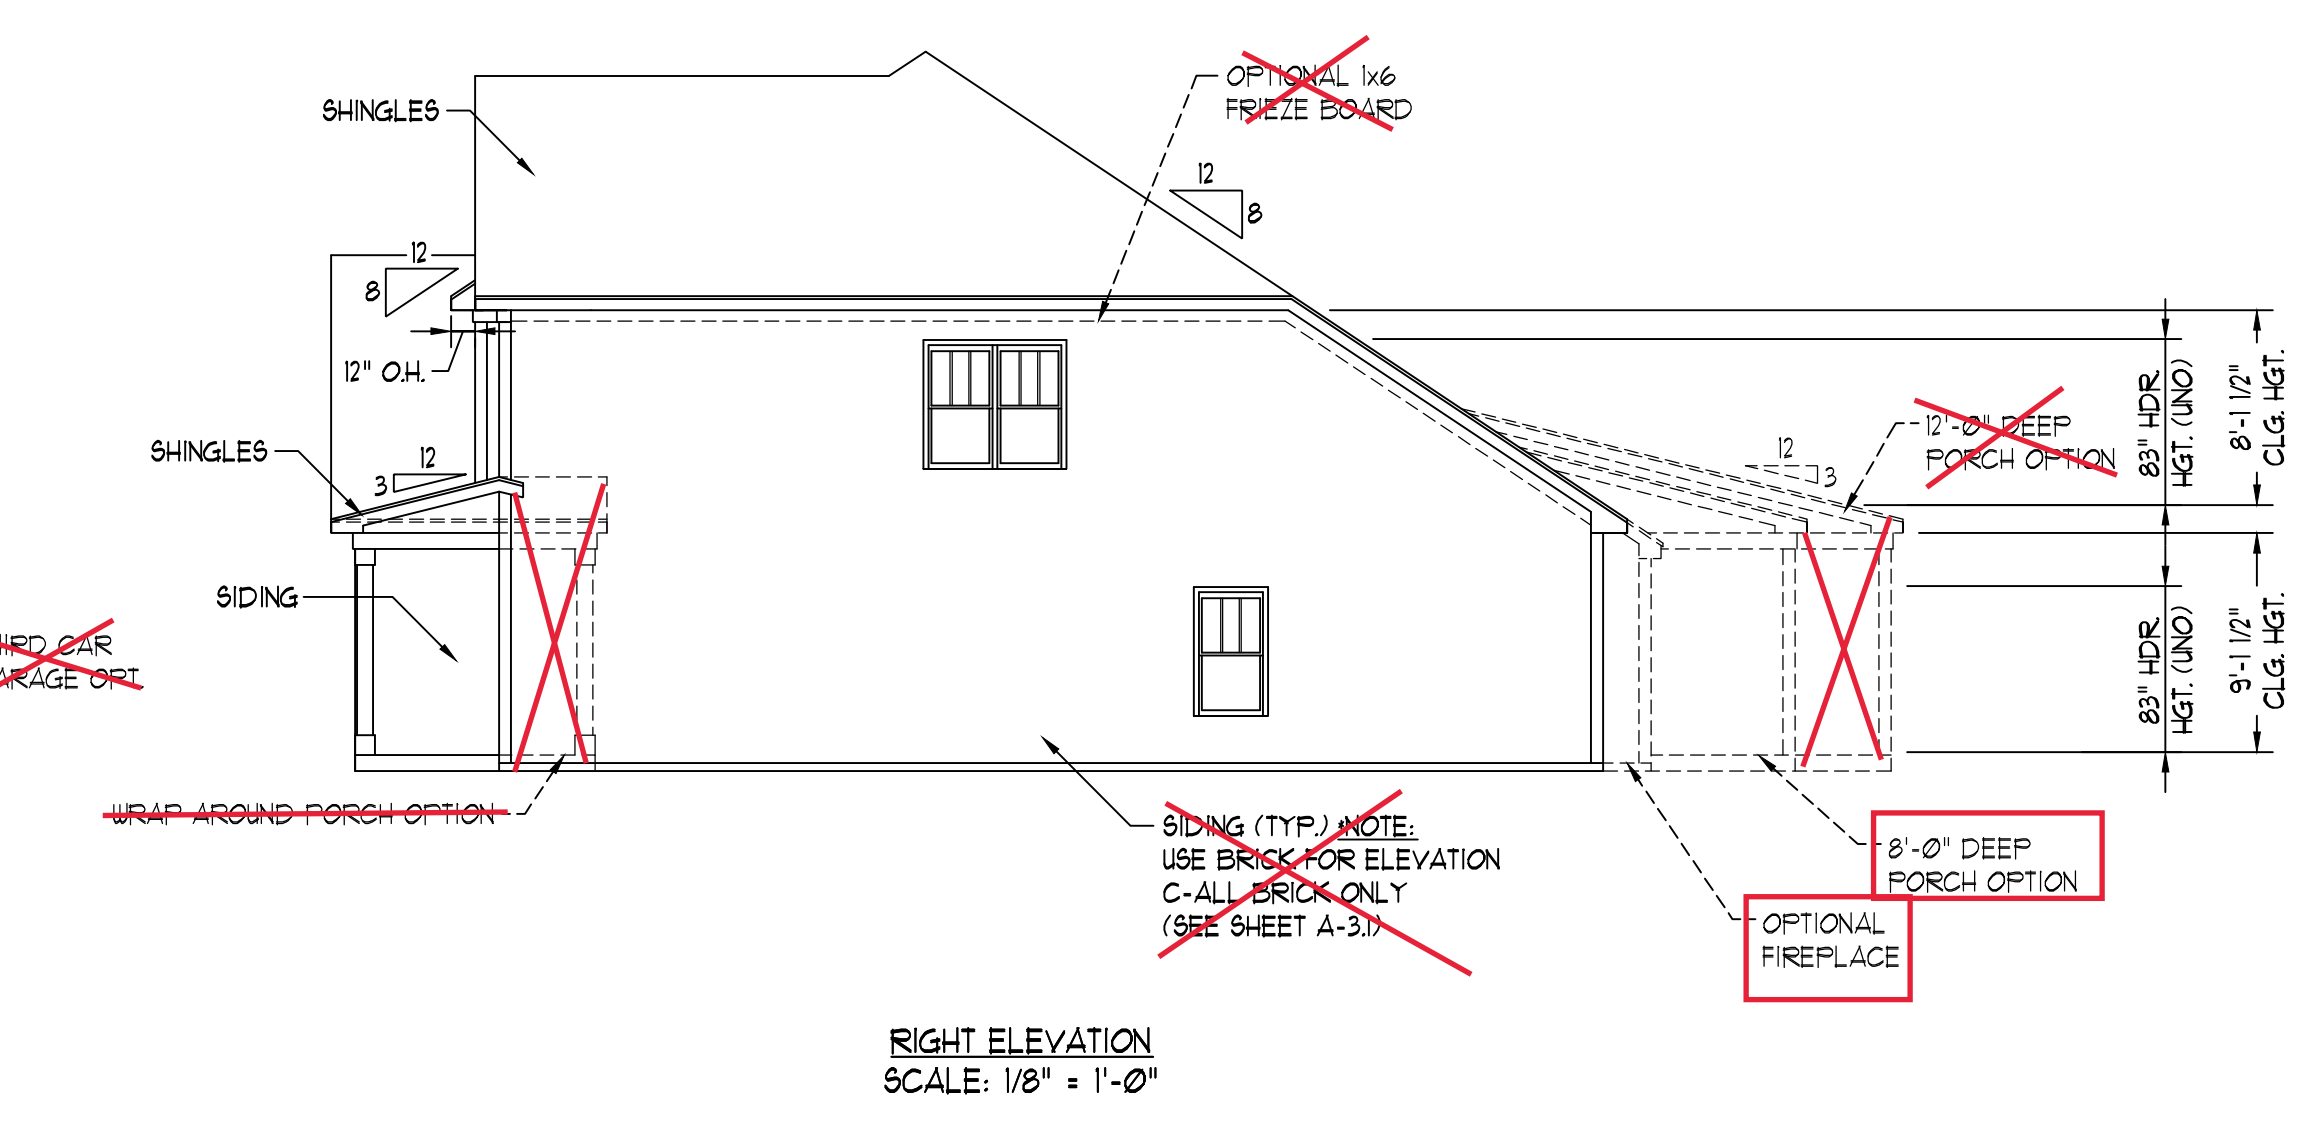 OPTIONAL 1x6
FRIEZE BOARD
SHINGLES
12
8
12
8
12" O.H.
SHINGLES
12
3
12
3
12'-0" DEEP
PORCH OPTION
83" HDR.
HGT. (UNO)
8'-1 1/2"
CLG. HGT.
SIDING
CAR
OPT.
83" HDR.
HGT. (UNO)
9'-1 1/2"
CLG. HGT.
WRAP AROUND PORCH OPTION
SIDING (TYP.) *NOTE:
USE BRICK FOR ELEVATION
C-ALL BRICK ONLY
(SEE SHEET A-3.1)
8'-0" DEEP
PORCH OPTION
OPTIONAL
FIREPLACE
RIGHT ELEVATION
SCALE: 1/8" = 1'-0"